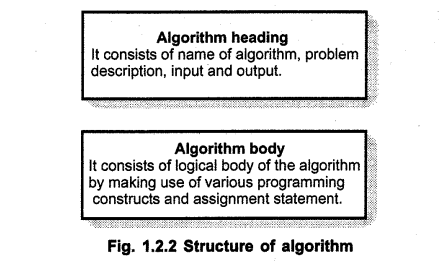 Algorithm heading
It consists of name of algorithm, problem
description, input and output.
Algorithm body
It consists of logical body of the algorithm
by making use of various programming
constructs and assignment statement.
Fig. 1.2.2 Structure of algorithm